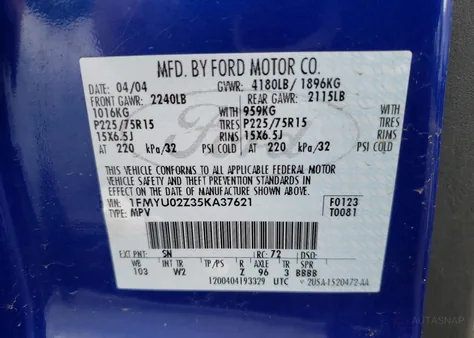 MFD. BY FORD MOTOR CO.
DATE: 04/04 GVWR: 4180LB / 1896KG
FRONT GAWR: 2240LB REAR GAWR: 2115LB
1016KG WITH 959KG WITH
P225/75R15 TIRES P225/75R15 TIRES
15X6.5J RIMS 15X6.5J RIMS
AT 220 kPa/32 PSI COLD AT 220 kPa/32 PSI COLD
THIS VEHICLE CONFORMS TO ALL APPLICABLE FEDERAL MOTOR
VEHICLE SAFETY AND THEFT PREVENTION STANDARDS IN
EFFECT ON THE DATE OF MANUFACTURE SHOWN ABOVE.
VIN: 1FMYU02Z35KA37621 F0123
TYPE: MPV T0081
Ford
EXT PNT: SN RC: 72 DSO:
WB INT TR TP/PS R AXLE TR SPR
103 W2 Z 96 3 BBBB
1200404193329 UTC
AUTASNAP